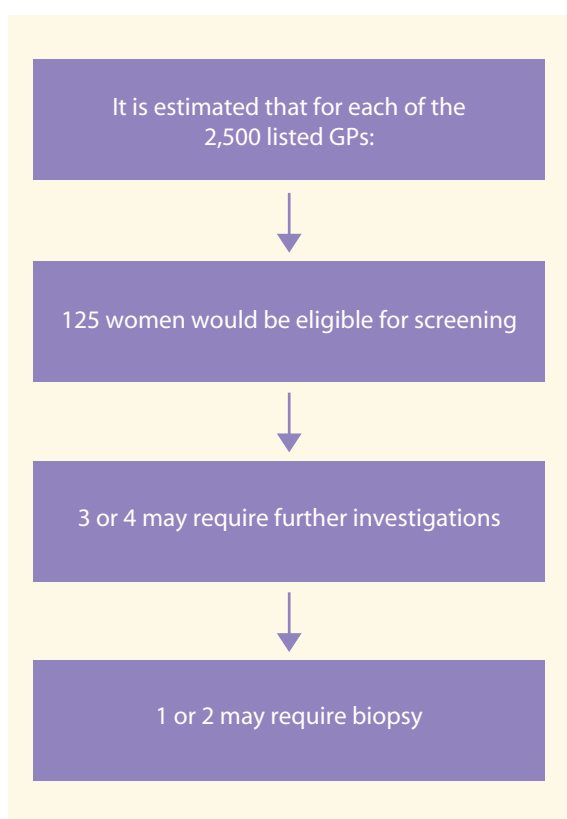 It is estimated that for each of the
2,500 listed GPs:
125 women would be eligible for screening
3 or 4 may require further investigations
1 or 2 may require biopsy